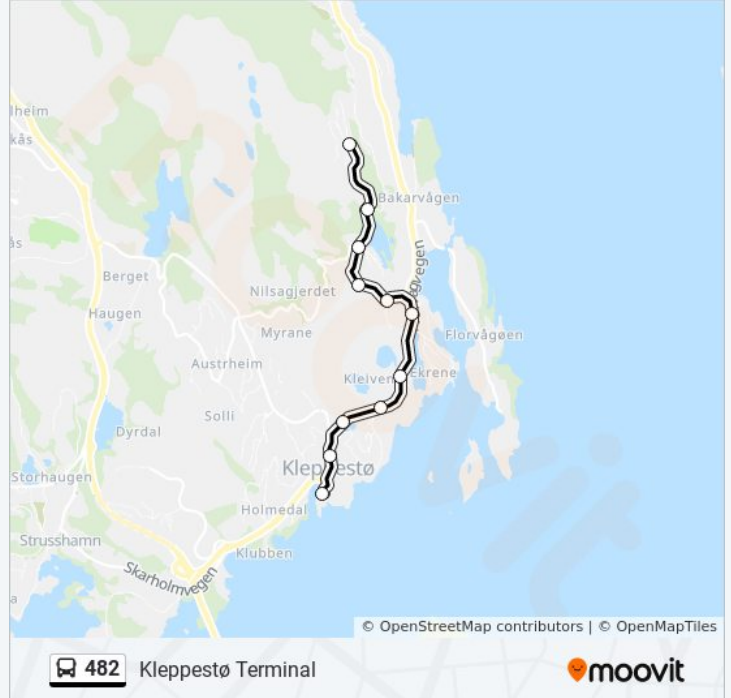 lheim
kås
Bakarvågen
ås
Berget
Nilsagjerdet
Haugen
Myrane
Florvågøen
Austrheim
Kleiven
Ekrene
Solli
Dyrdal
Kleppestø
Storhaugen
Holmedal
Strusshamn
Klubben
Skarholmvegen
a
© OpenStreetMap contributors | © OpenMapTiles
482 Kleppestø Terminal
moovit